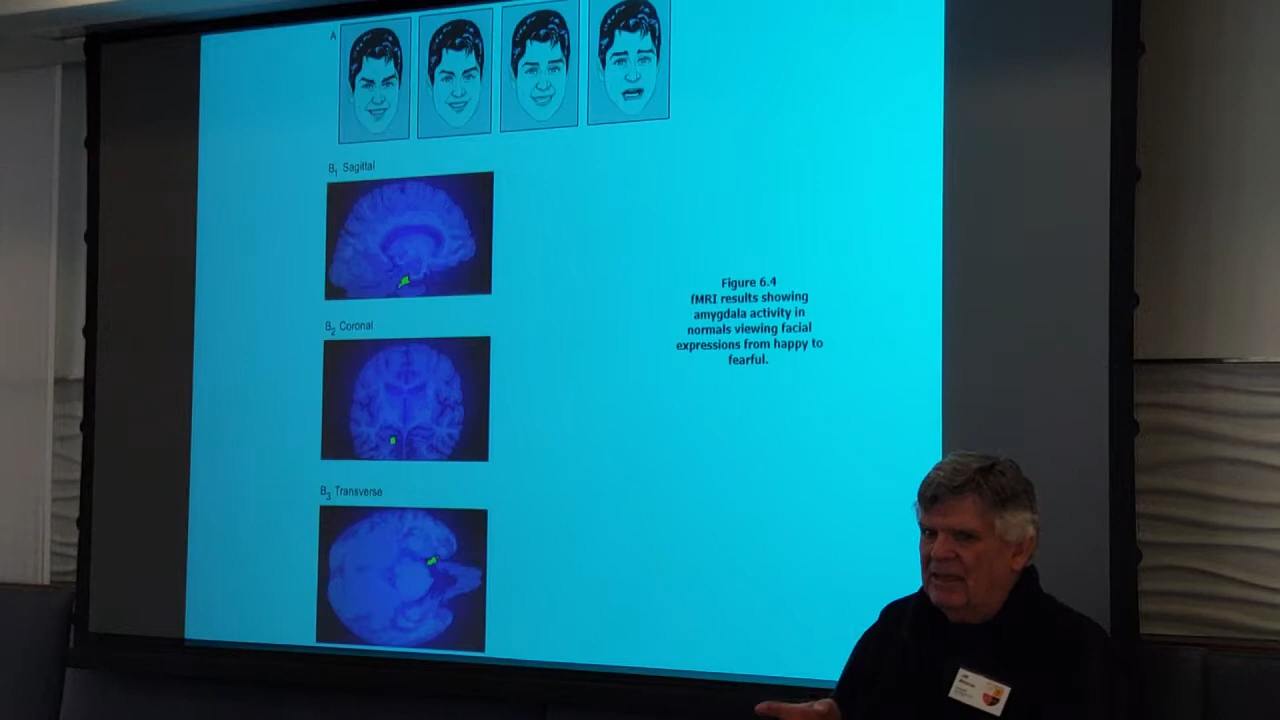 A
B1 Sagittal
B2 Coronal
B3 Transverse
Figure 6.4
fMRI results showing
amygdala activity in
normals viewing facial
expressions from happy to
fearful.